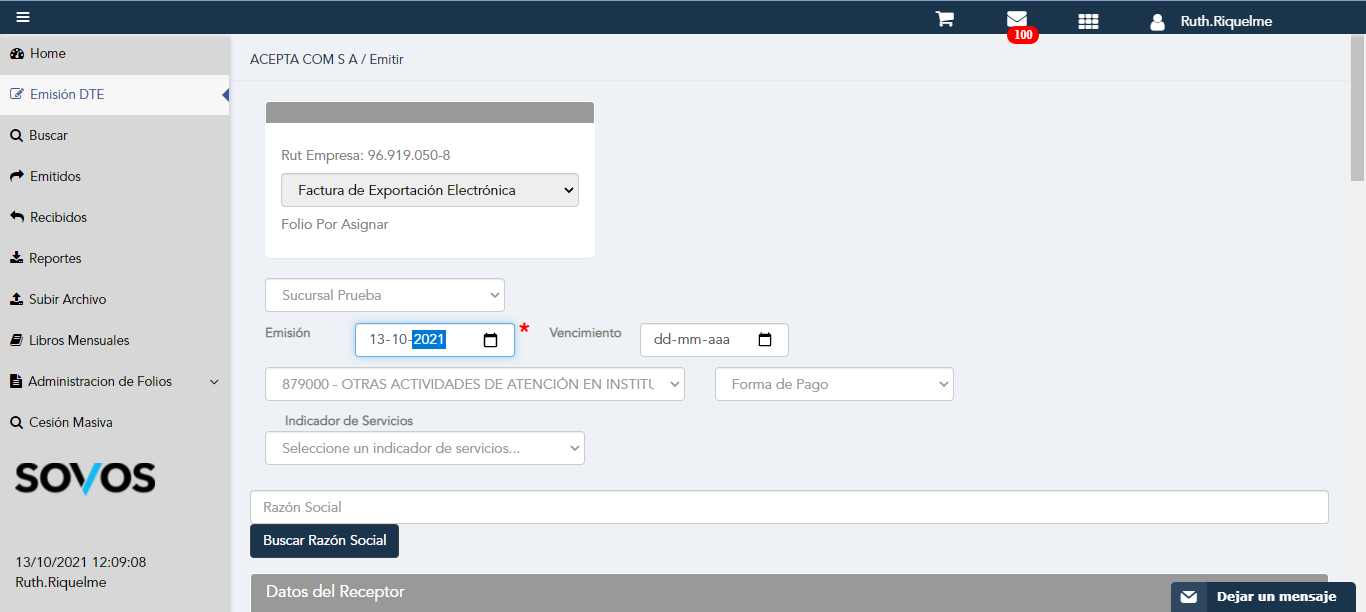 Ruth.Riquelme
100
Home
Emisión DTE
Buscar
Emitidos
Recibidos
Reportes
Subir Archivo
Libros Mensuales
Administracion de Folios
Cesión Masiva
SOVOS
13/10/2021 12:09:08
Ruth.Riquelme
ACEPTA COM S A / Emitir
Rut Empresa: 96.919.050-8
Factura de Exportación Electrónica
Folio Por Asignar
Sucursal Prueba
Emisión 13-10-2021 * Vencimiento dd-mm-aaa
879000 - OTRAS ACTIVIDADES DE ATENCIÓN EN INSTITU Forma de Pago
Indicador de Servicios
Seleccione un indicador de servicios...
Razón Social
Buscar Razón Social
Datos del Receptor
Dejar un mensaje